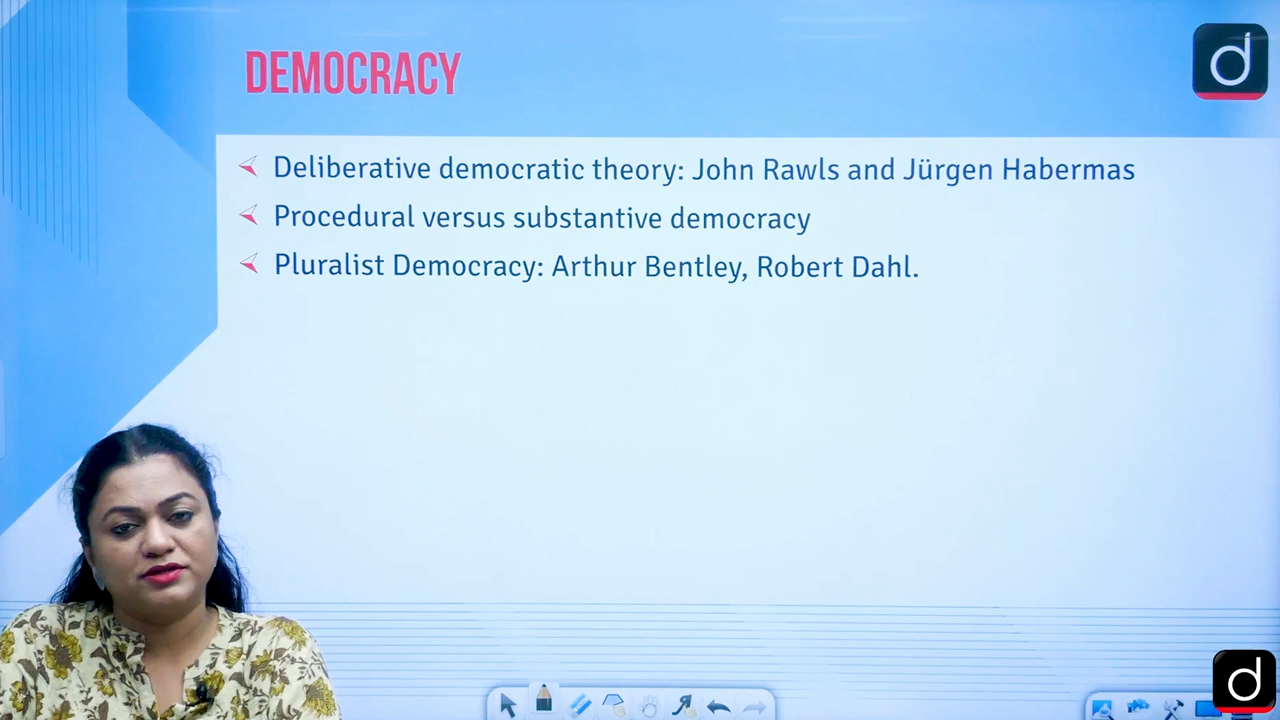 DEMOCRACY
Deliberative democratic theory: John Rawls and Jürgen Habermas
Procedural versus substantive democracy
Pluralist Democracy: Arthur Bentley, Robert Dahl.
d
d